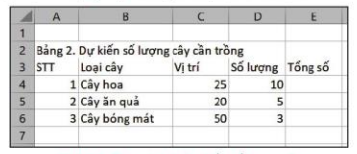 A B C D E
1
2 Bảng 2. Dự kiến số lượng cây cần trồng
3 STT Loại cây Vị trí Số lượng Tổng số
4 1 Cây hoa 25 10
5 2 Cây ăn quả 20 5
6 3 Cây bóng mát 50 3
7